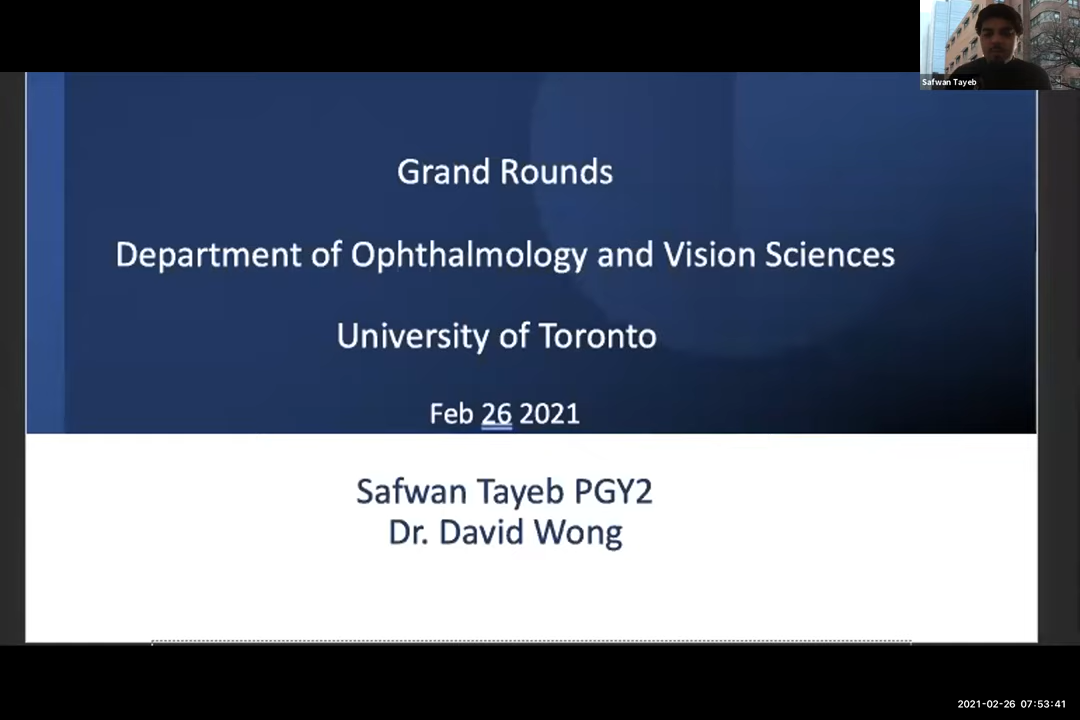 Safwan Tayeb
Grand Rounds
Department of Ophthalmology and Vision Sciences
University of Toronto
Feb 26 2021
Safwan Tayeb PGY2
Dr. David Wong
2021-02-26 07:53:41